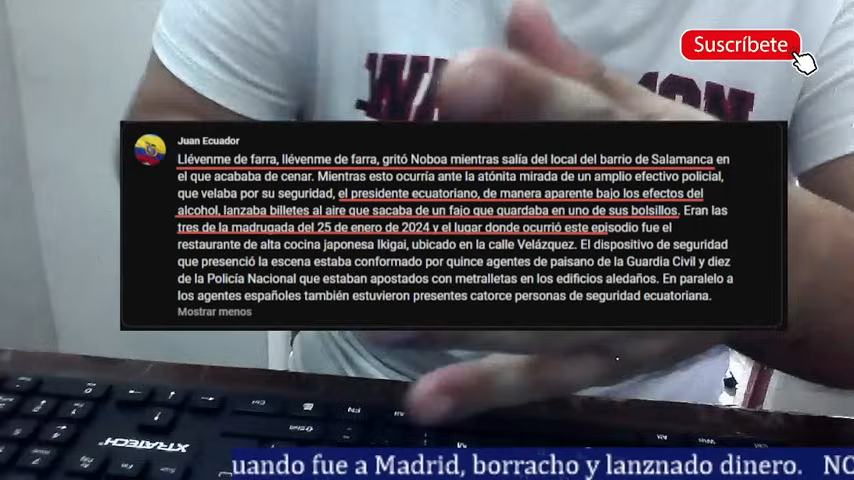 Suscríbete
Juan Ecuador
Llévenme de farra, llévenme de farra, gritó Noboa mientras salía del local del barrio de Salamanca en
el que acababa de cenar. Mientras esto ocurría ante la atónita mirada de un amplio efectivo policial,
que velaba por su seguridad, el presidente ecuatoriano, de manera aparente bajo los efectos del
alcohol, lanzaba billetes al aire que sacaba de un fajo que guardaba en uno de sus bolsillos. Eran las
tres de la madrugada del 25 de enero de 2024 y el lugar donde ocurrió este episodio fue el
restaurante de alta cocina japonesa Ikigai, ubicado en la calle Velázquez. El dispositivo de seguridad
que presenció la escena estaba conformado por quince agentes de paisano de la Guardia Civil y diez
de la Policía Nacional que estaban apostados con metralletas en los edificios aledaños. En paralelo a
los agentes españoles también estuvieron presentes catorce personas de seguridad ecuatoriana.
Mostrar menos
XTRATECH
uando fue a Madrid, borracho y lanznado dinero. NO